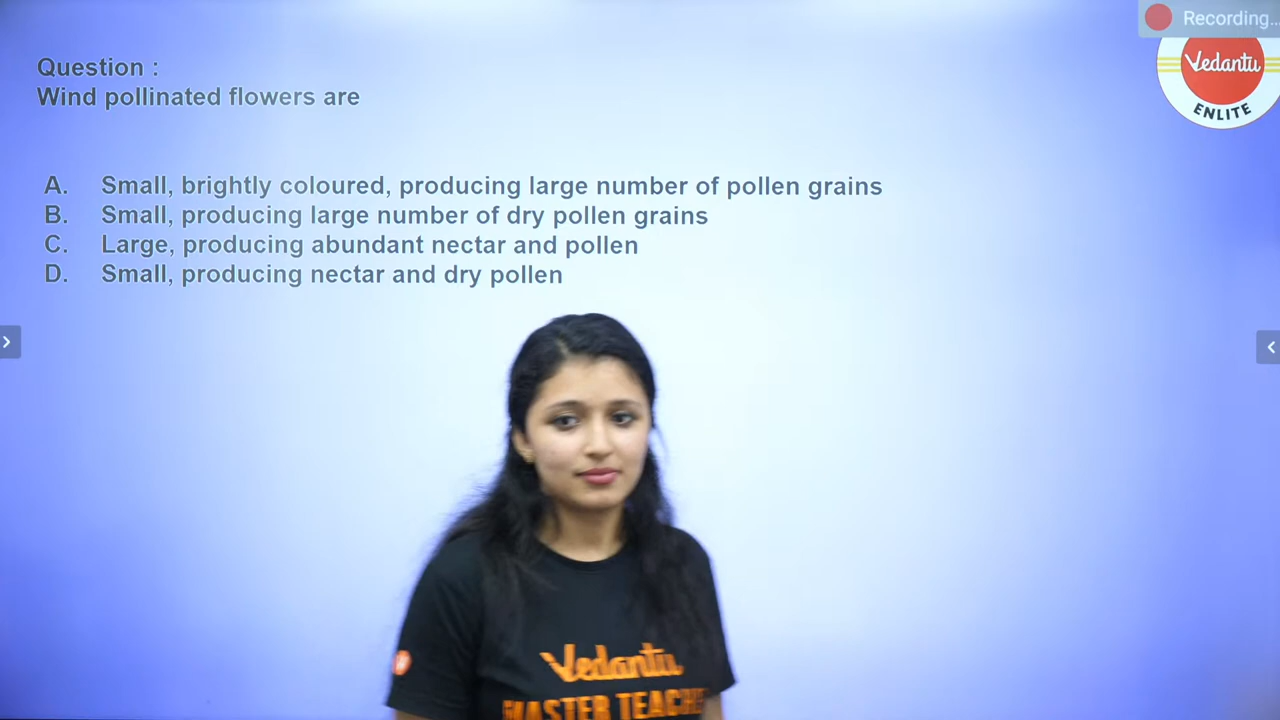 Recording...
Vedantu
ENLITE
Question :
Wind pollinated flowers are
A. Small, brightly coloured, producing large number of pollen grains
B. Small, producing large number of dry pollen grains
C. Large, producing abundant nectar and pollen
D. Small, producing nectar and dry pollen
Vedantu
MASTER TEACHER